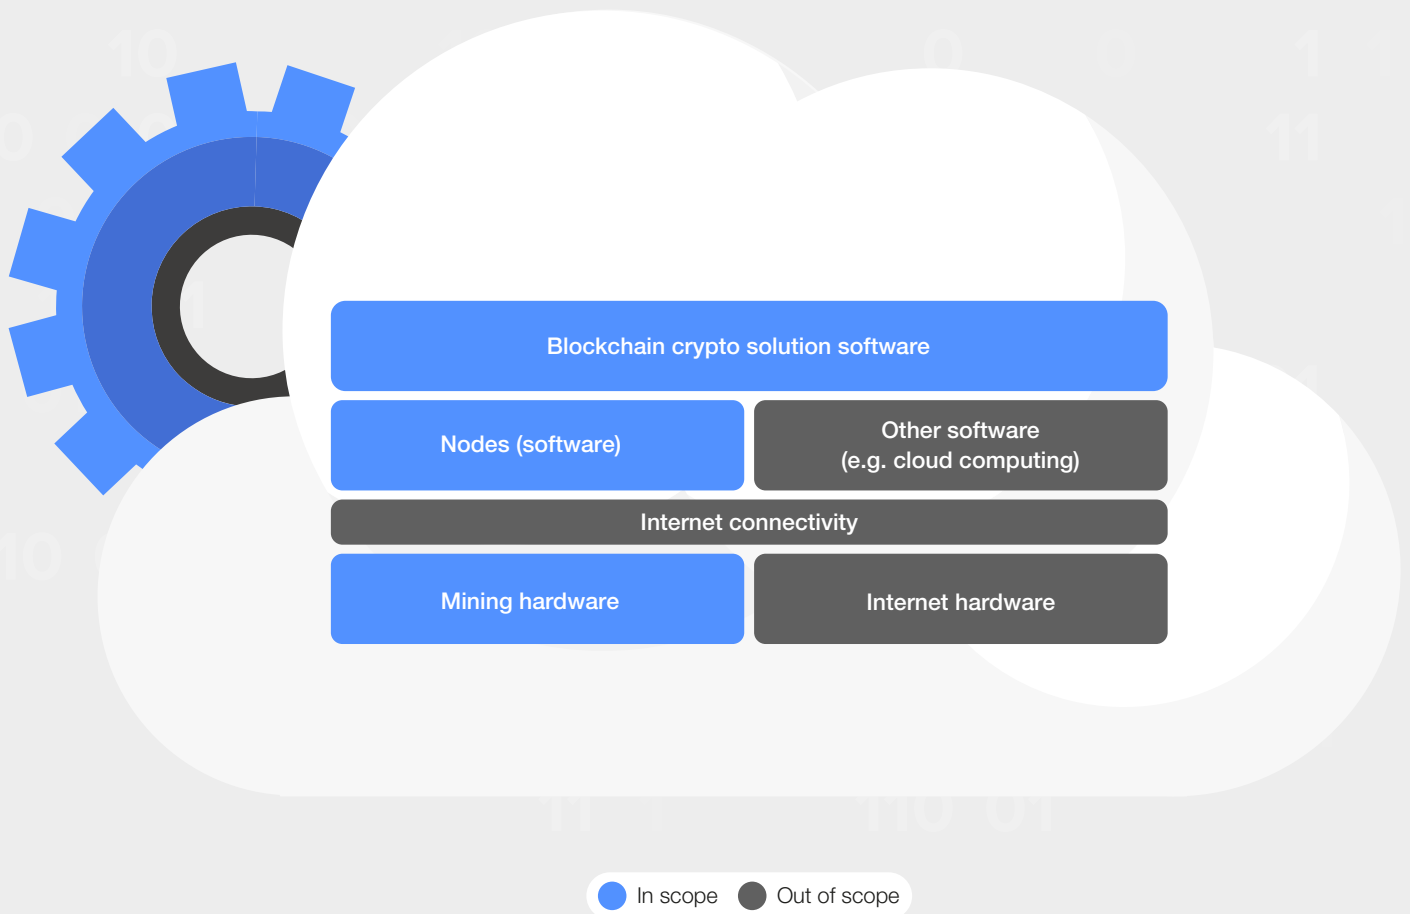 Blockchain crypto solution software
Nodes (software)
Other software
(e.g. cloud computing)
Internet connectivity
Mining hardware
Internet hardware
In scope
Out of scope